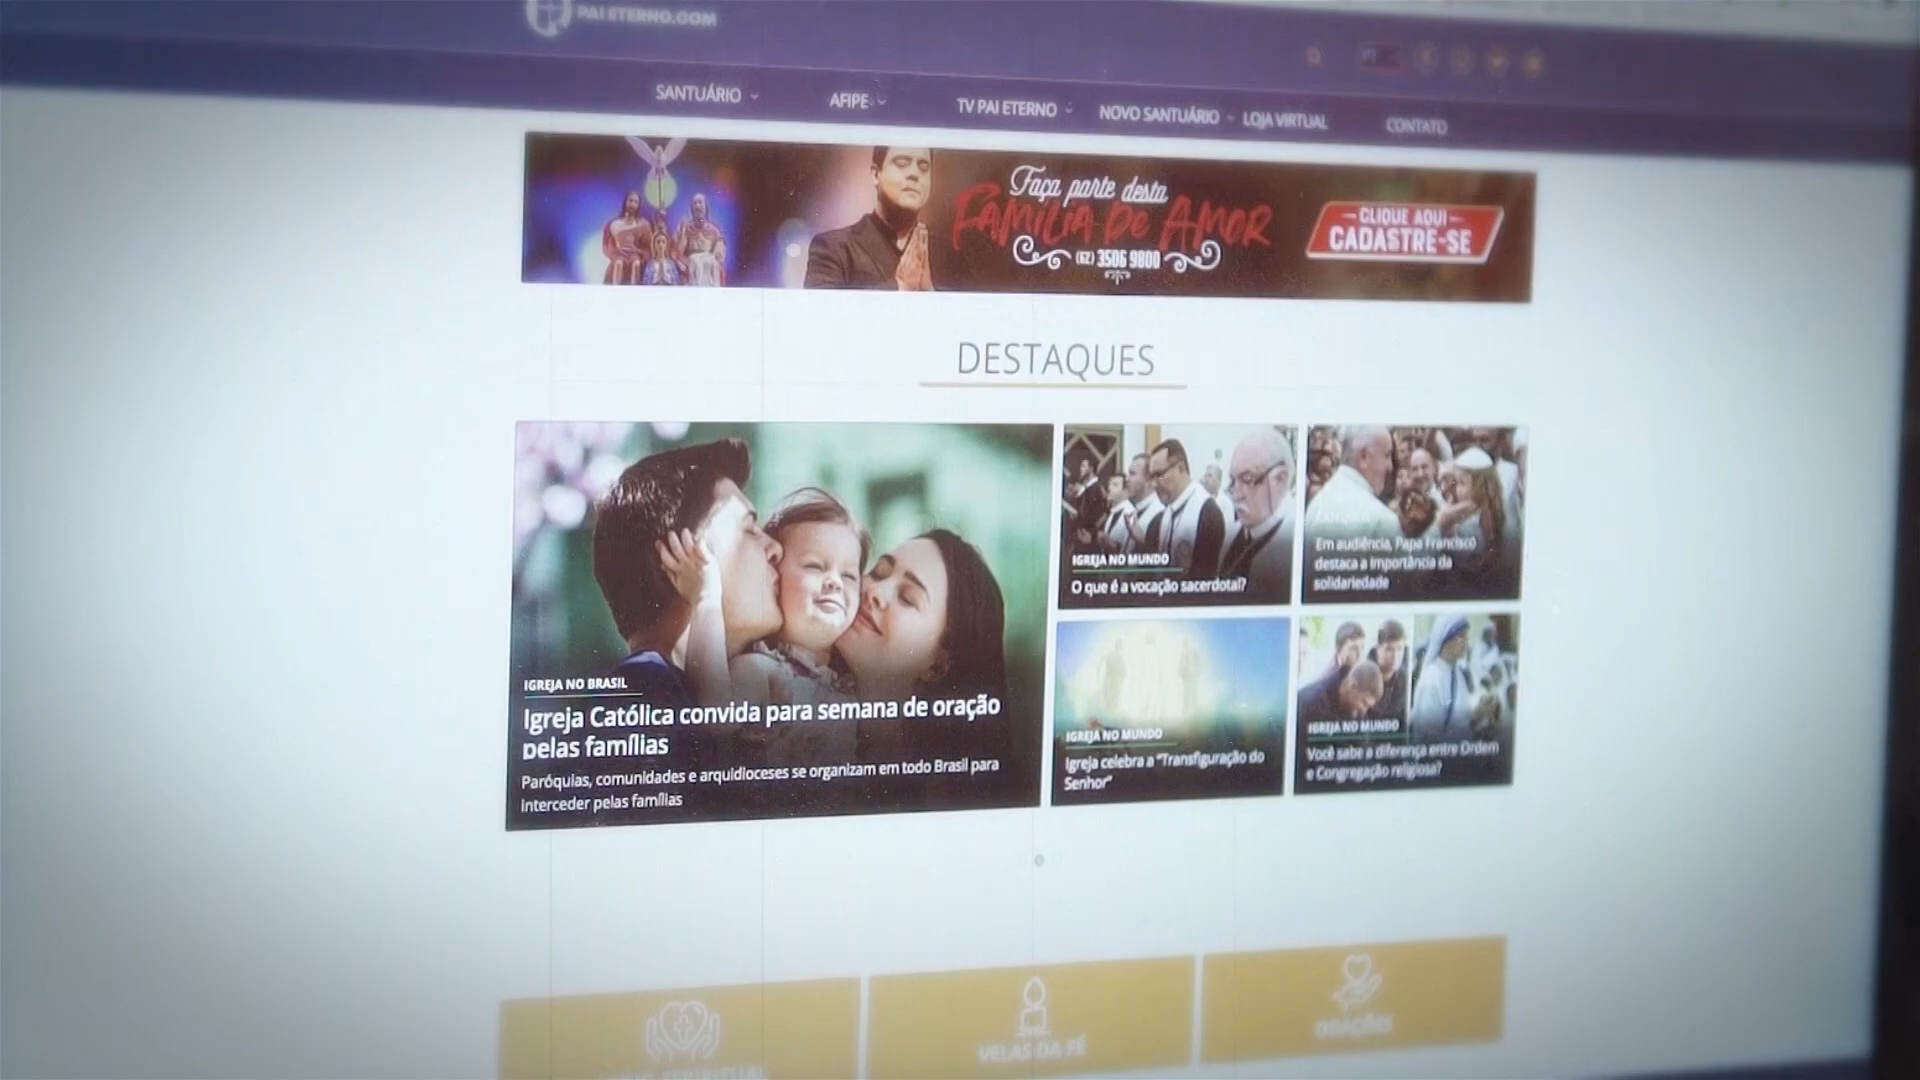 PAI ETERNO.COM
SANTUÁRIO
AFIPE
TV PAI ETERNO
NOVO SANTUÁRIO
LOJA VIRTUAL
CONTATO
Faça parte desta
FAMÍLIA DE AMOR
(62) 3506 9800
CLIQUE AQUI
CADASTRE-SE
DESTAQUES
IGREJA NO BRASIL
Igreja Católica convida para semana de oração
pelas famílias
Paróquias, comunidades e arquidioceses se organizam em todo Brasil para
interceder pelas famílias
IGREJA NO MUNDO
O que é a vocação sacerdotal?
Em audiência, Papa Francisco
destaca a importância da
solidariedade
IGREJA NO MUNDO
Igreja celebra a "Transfiguração do
Senhor"
IGREJA NO MUNDO
Você sabe a diferença entre Ordem
e Congregação religiosa?
ESPIRITUAL
VELAS DA FÉ
ORAÇÕES